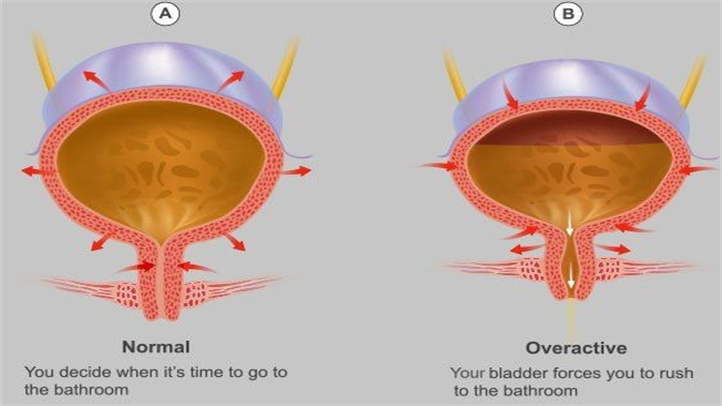 A
B
Normal
You decide when it's time to go to
the bathroom
Overactive
Your bladder forces you to rush
to the bathroom